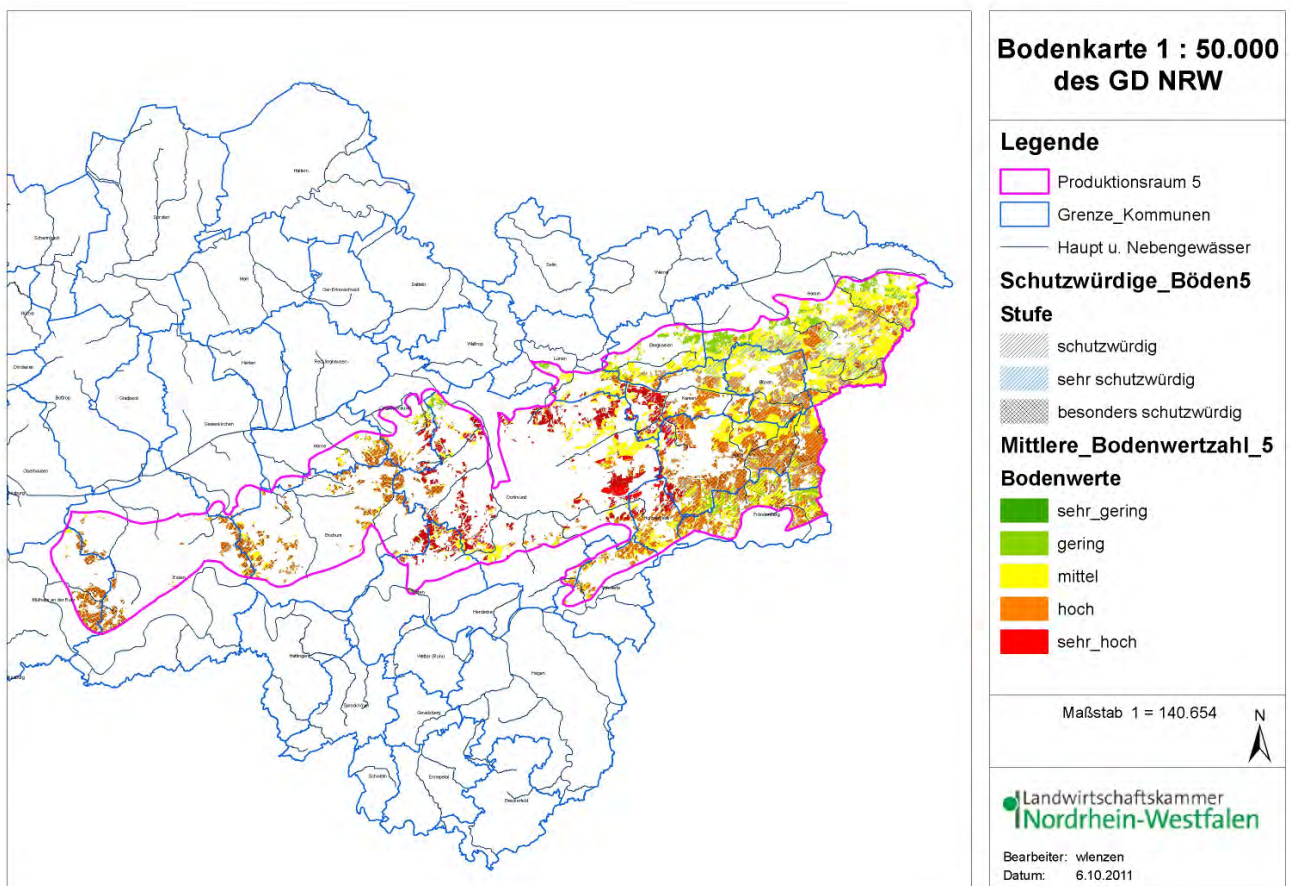 Bodenkarte 1 : 50.000
des GD NRW
Legende
Produktionsraum 5
Grenze_Kommunen
Haupt u. Nebengewässer
Schutzwürdige_Böden5
Stufe
schutzwürdig
sehr schutzwürdig
besonders schutzwürdig
Mittlere_Bodenwertzahl_5
Bodenwerte
sehr_gering
gering
mittel
hoch
sehr_hoch
Maßstab 1 = 140.654
N
Landwirtschaftskammer
Nordrhein-Westfalen
Bearbeiter: wlenzen
Datum: 6.10.2011
Haltern
Dorsten
Marl
Oer-Erkenschwick
Datteln
Selm
Werne
Hamm
Herten
Recklinghausen
Waltrop
Lünen
Bergkamen
Bottrop
Gladbeck
Gelsenkirchen
Herne
Kamen
Bönen
Oberhausen
Dortmund
Bochum
Fröndenberg
Essen
Mülheim an der Ruhr
Witten
Herdecke
Schwerte
Hattingen
Wetter (Ruhr)
Hagen
Sprockhövel
Gevelsberg
Schwelm
Ennepetal
Breckerfeld